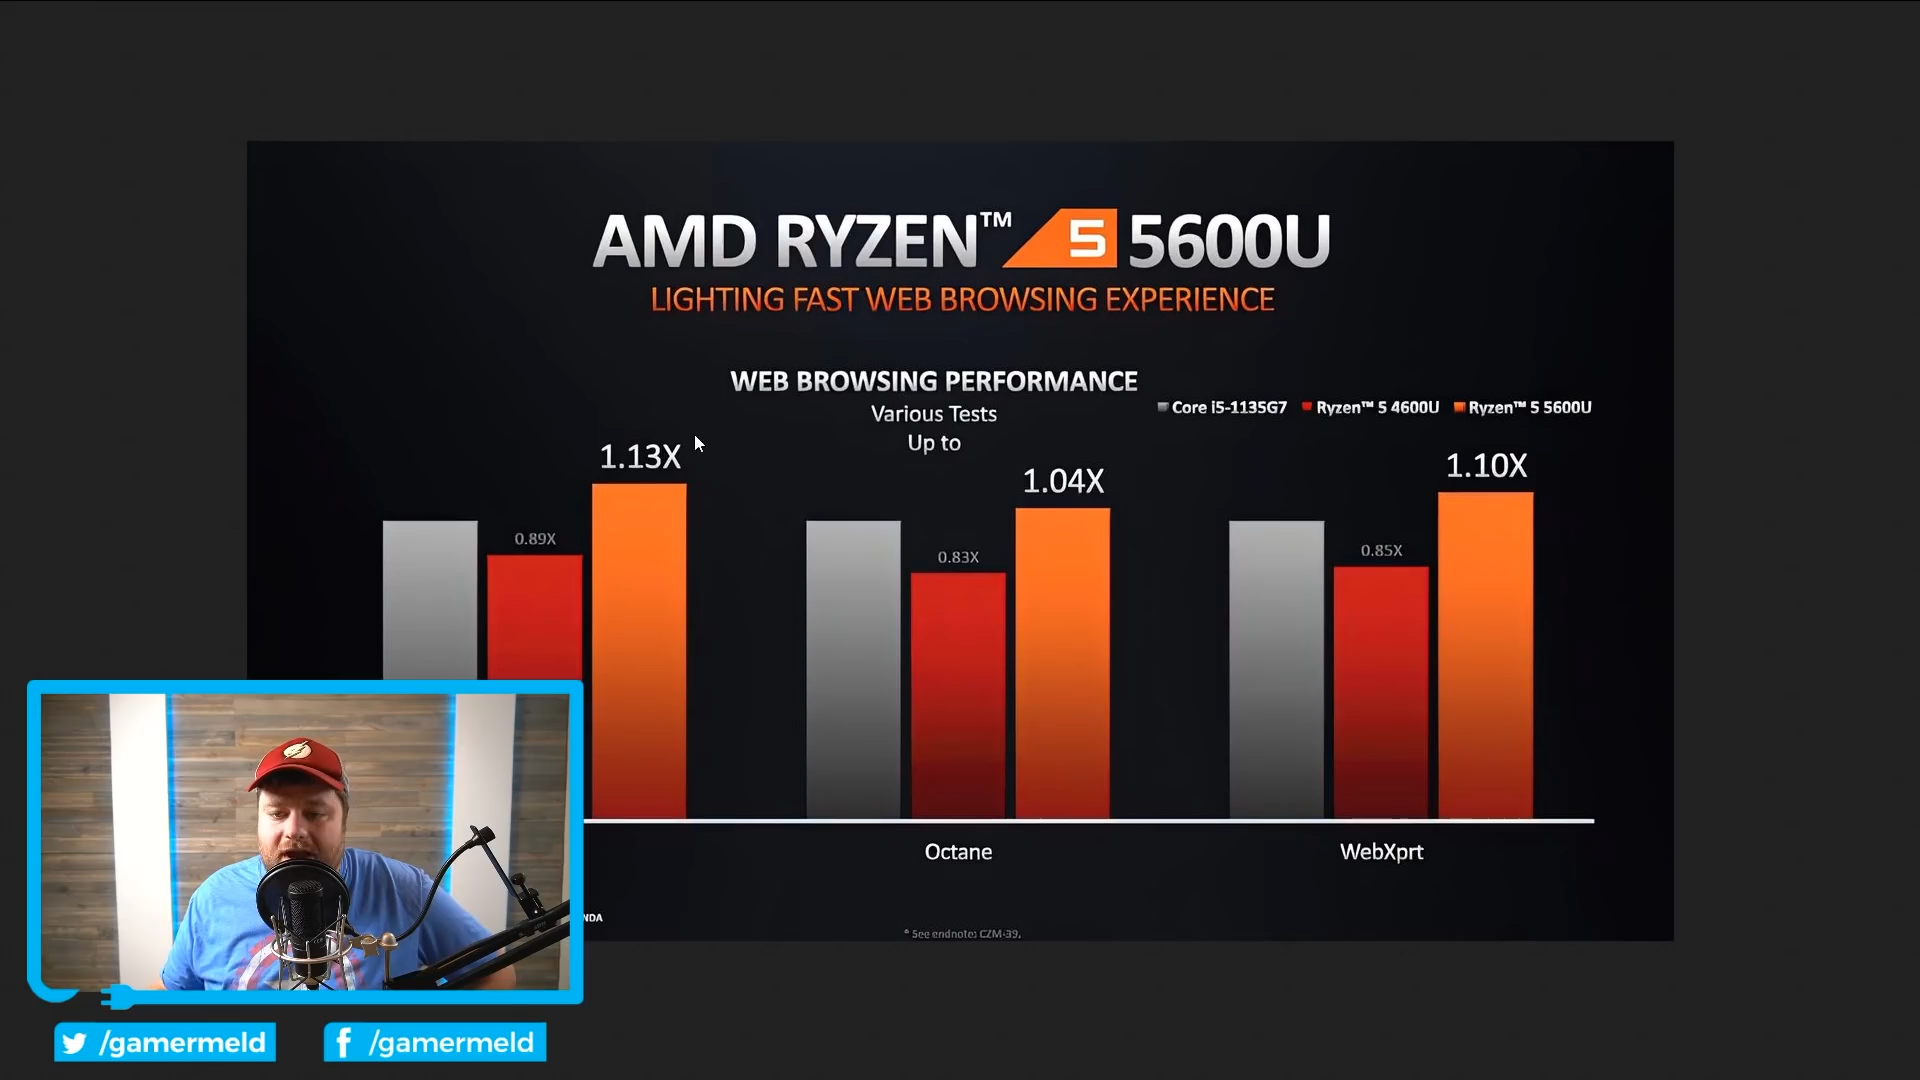 AMD RYZEN™ 5 5600U
LIGHTING FAST WEB BROWSING EXPERIENCE
WEB BROWSING PERFORMANCE
Various Tests
Up to
Core i5-1135G7 Ryzen™ 5 4600U Ryzen™ 5 5600U
0.89X
1.13X
0.83X
1.04X
0.85X
1.10X
Octane
WebXprt
NDA
* See endnote: CZM-39.
/gamermeld
/gamermeld